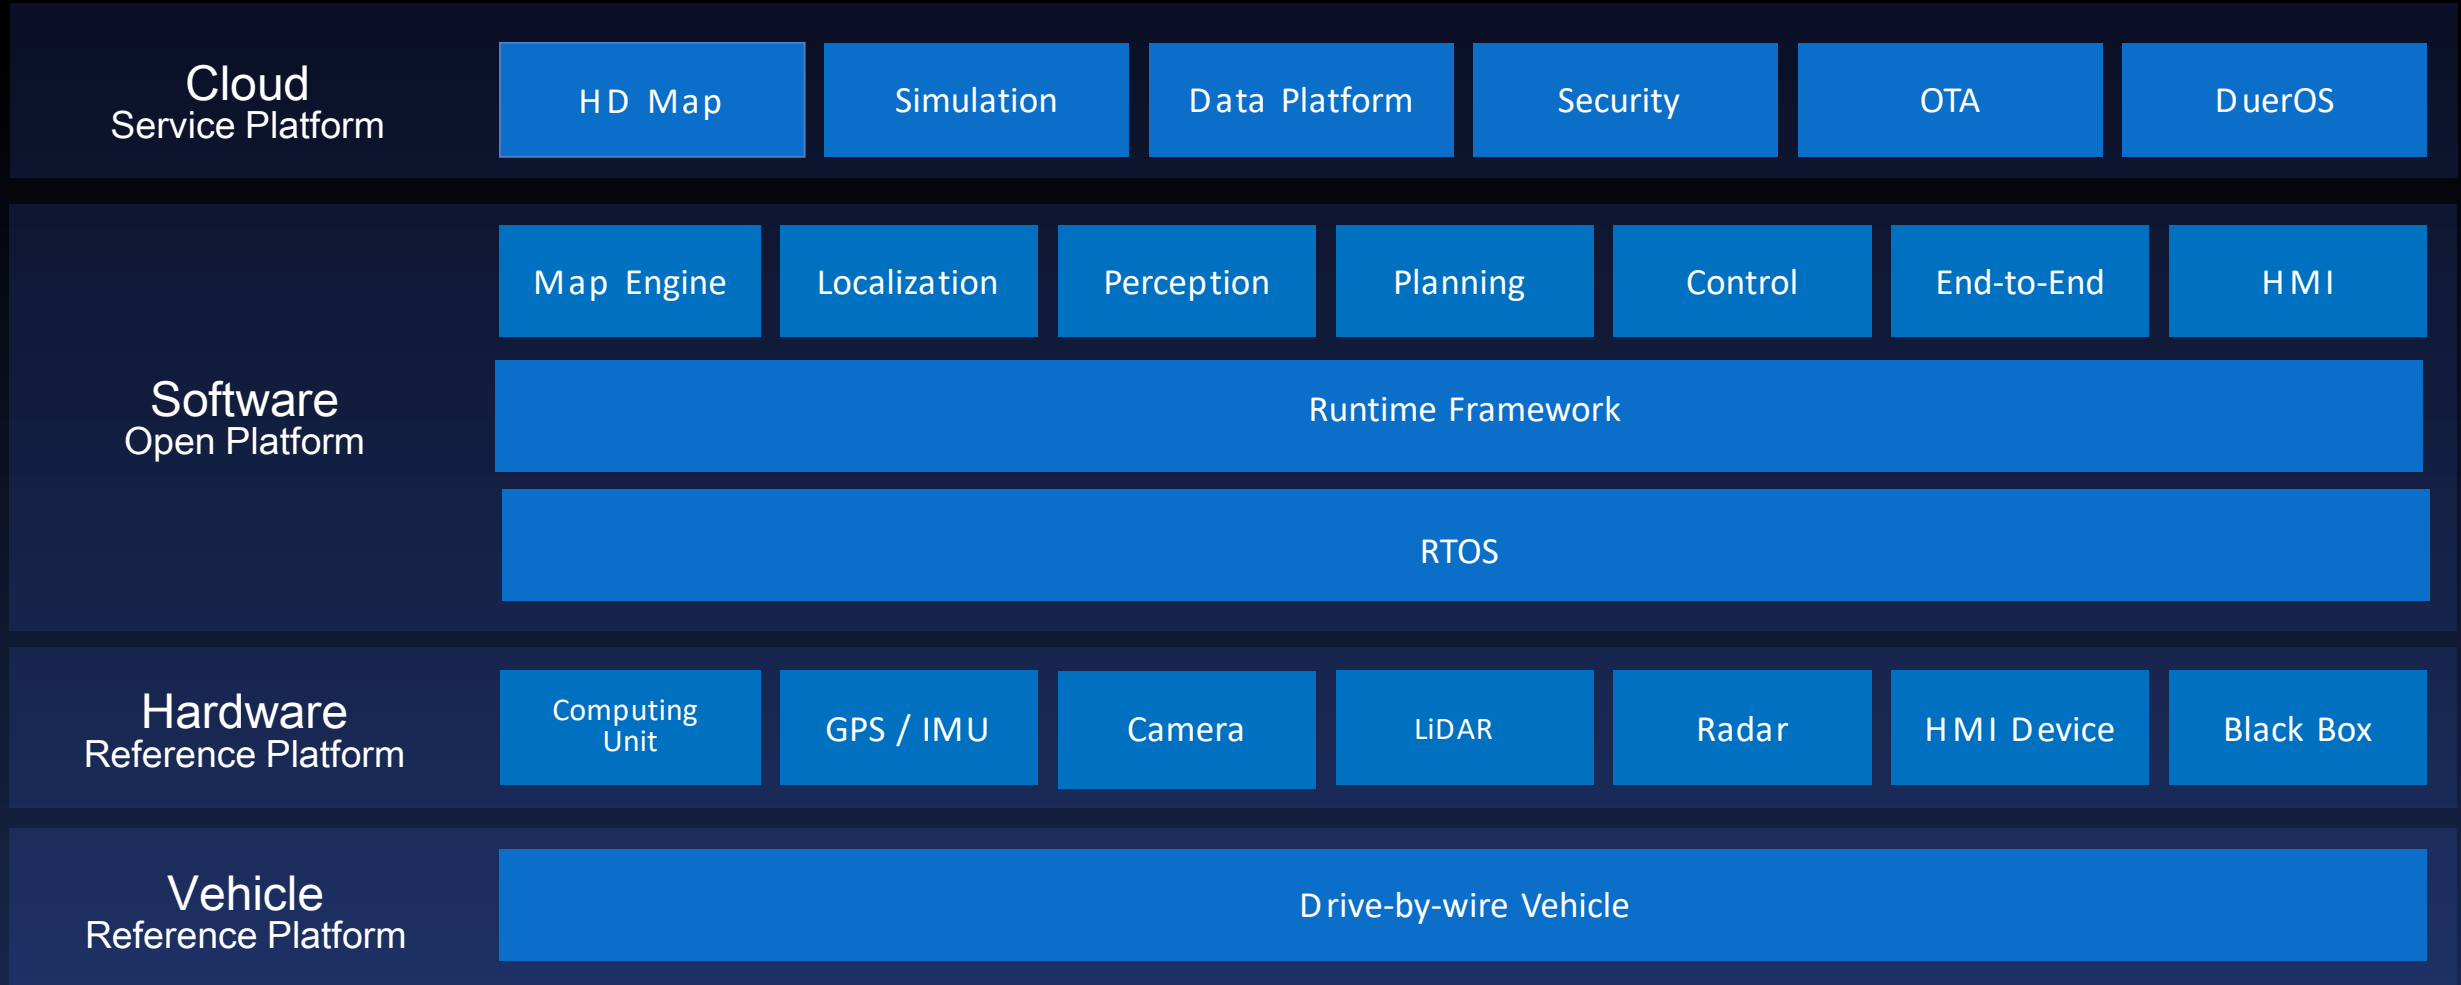 Cloud
Service Platform
HD Map
Simulation
Data Platform
Security
OTA
DuerOS
Software
Open Platform
Map Engine
Localization
Perception
Planning
Control
End-to-End
HMI
Runtime Framework
RTOS
Hardware
Reference Platform
Computing
Unit
GPS / IMU
Camera
LiDAR
Radar
HMI Device
Black Box
Vehicle
Reference Platform
Drive-by-wire Vehicle